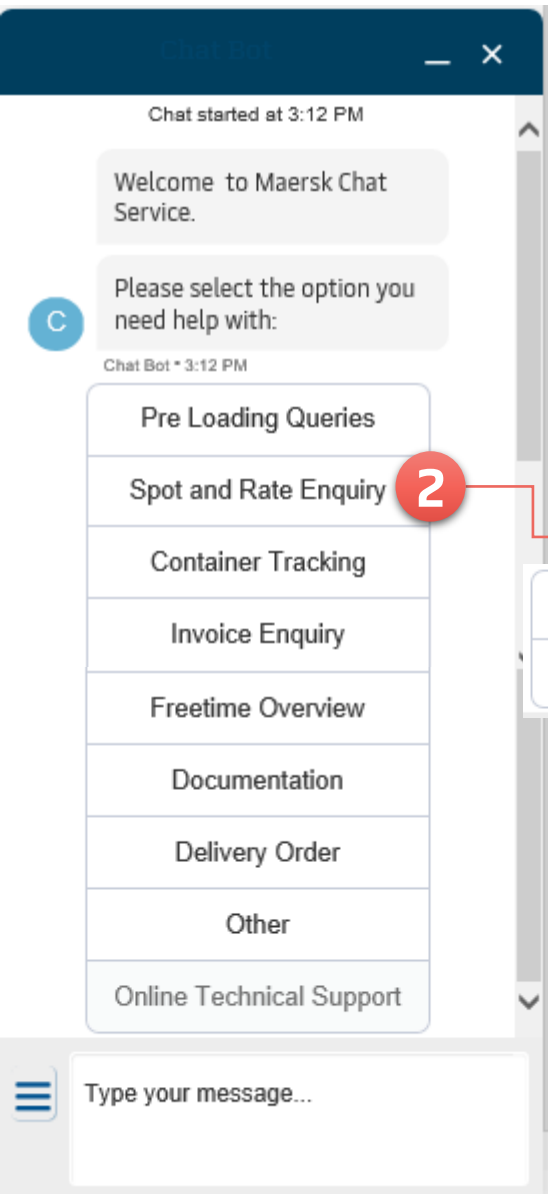 Chat Bot
Chat started at 3:12 PM
Welcome to Maersk Chat
Service.
Please select the option you
need help with:
C
Chat Bot • 3:12 PM
Pre Loading Queries
Spot and Rate Enquiry
2
Container Tracking
Invoice Enquiry
Freetime Overview
Documentation
Delivery Order
Other
Online Technical Support
Type your message...